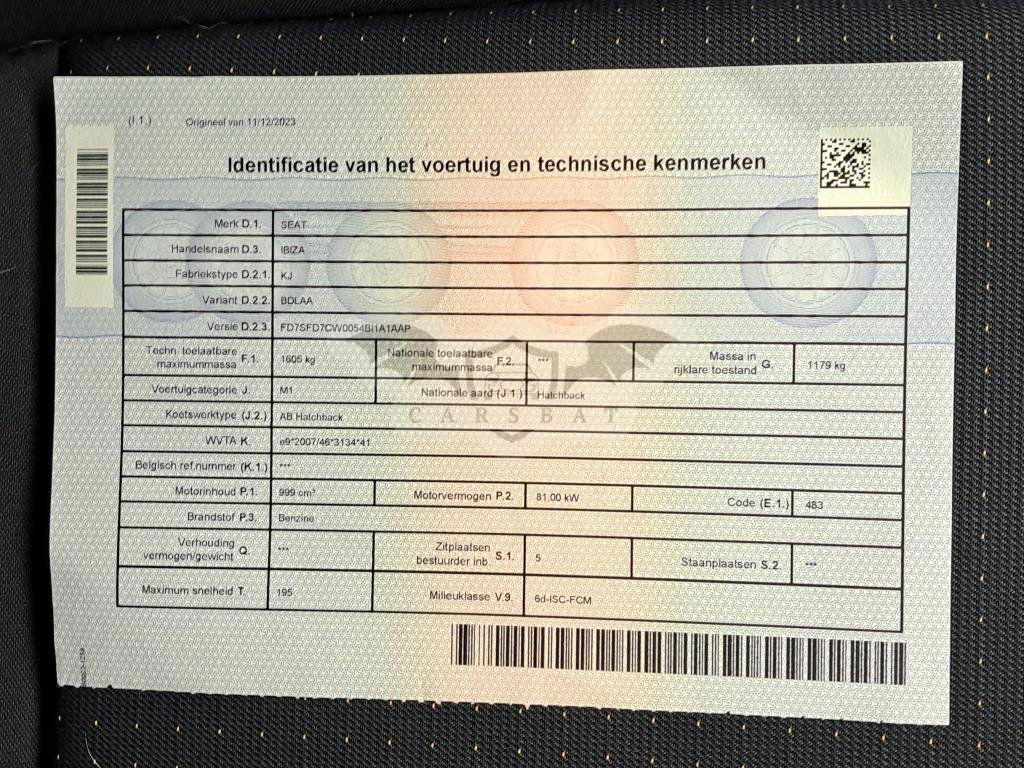 (I.1.) Origineel van 11/12/2023
Identificatie van het voertuig en technische kenmerken
Merk D.1. SEAT
Handelsnaam D.3. IBIZA
Fabriekstype D.2.1. KJ
Variant D.2.2. BDLAA
Versie D.2.3. FD7SFD7CW0054BI1A1AAP
Techn. toelaatbare maximummassa F.1. 1605 kg Nationale toelaatbare maximummassa F.2. *** Massa in rijklare toestand G. 1179 kg
Voertuigcategorie J. M1 Nationale aard (J.1.) Hatchback
Koetswerktype (J.2.) AB Hatchback
CARSBAT
WVTA K. e9*2007/46*3134*41
Belgisch ref.nummer (K.1.) ***
Motorinhoud P.1. 999 cm³ Motorvermogen P.2. 81,00 kW Code (E.1.) 483
Brandstof P.3. Benzine
Verhouding vermogen/gewicht Q. *** Zitplaatsen bestuurder inb. S.1. 5 Staanplaatsen S.2. ***
Maximum snelheid T. 195 Milieuklasse V.9. 6d-ISC-FCM